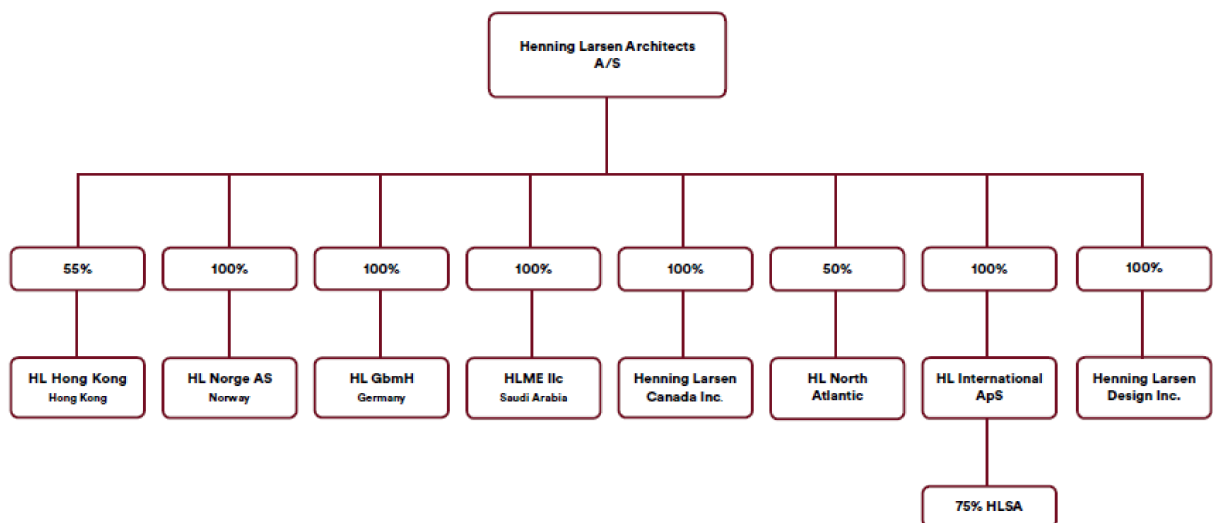 Henning Larsen Architects
A/S
55%
100%
100%
100%
100%
50%
100%
100%
HL Hong Kong
Hong Kong
HL Norge AS
Norway
HL GbmH
Germany
HLME llc
Saudi Arabia
Henning Larsen
Canada Inc.
HL North
Atlantic
HL International
ApS
Henning Larsen
Design Inc.
75% HLSA